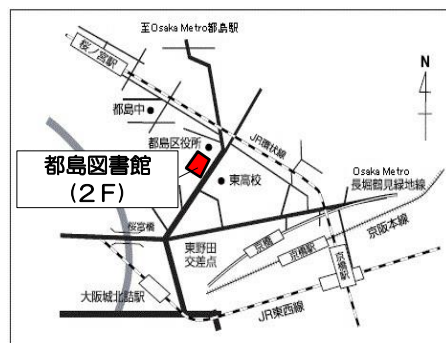 至Osaka Metro都島駅
桜ノ宮駅
N
都島中
都島区役所
JR環状線
都島図書館
(2F)
東高校
Osaka Metro
長堀鶴見緑地線
京阪本線
桜宮橋
東野田
交差点
京橋
京橋駅
京橋駅
大阪城北詰駅
JR東西線